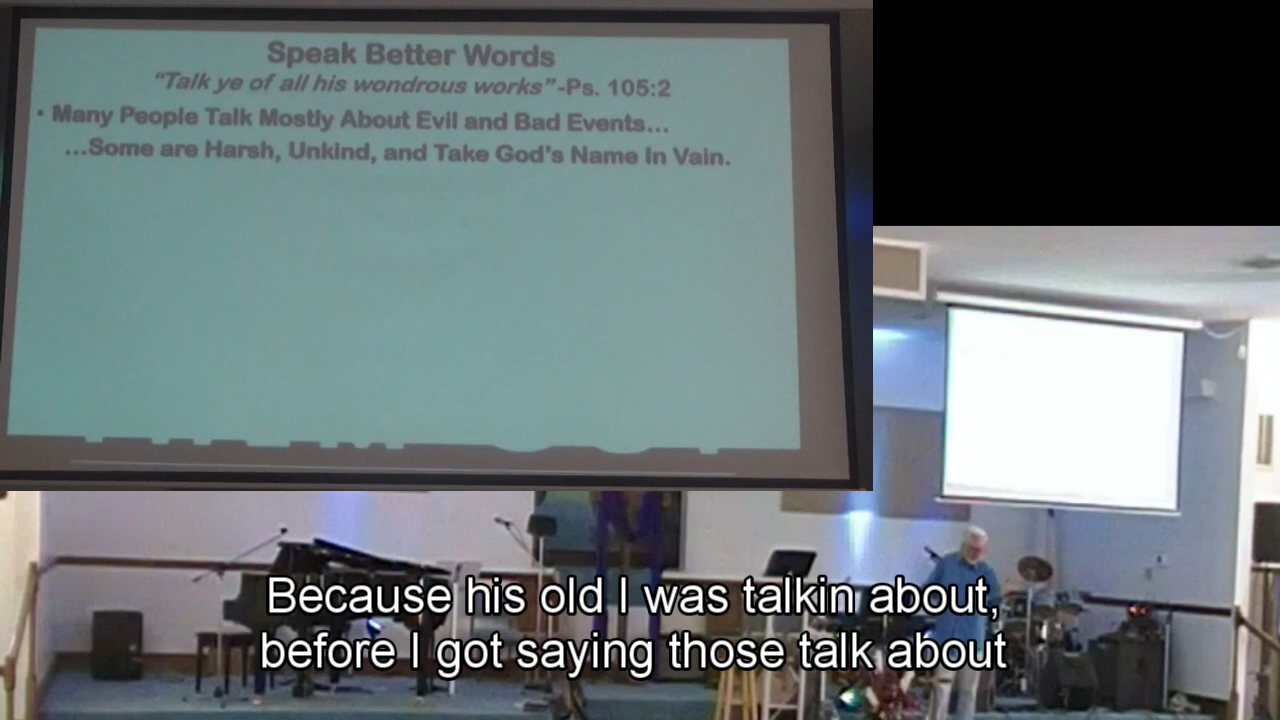 Speak Better Words
"Talk ye of all his wondrous works"-Ps. 105:2
• Many People Talk Mostly About Evil and Bad Events...
...Some are Harsh, Unkind, and Take God's Name In Vain.
Because his old I was talkin about,
before I got saying those talk about